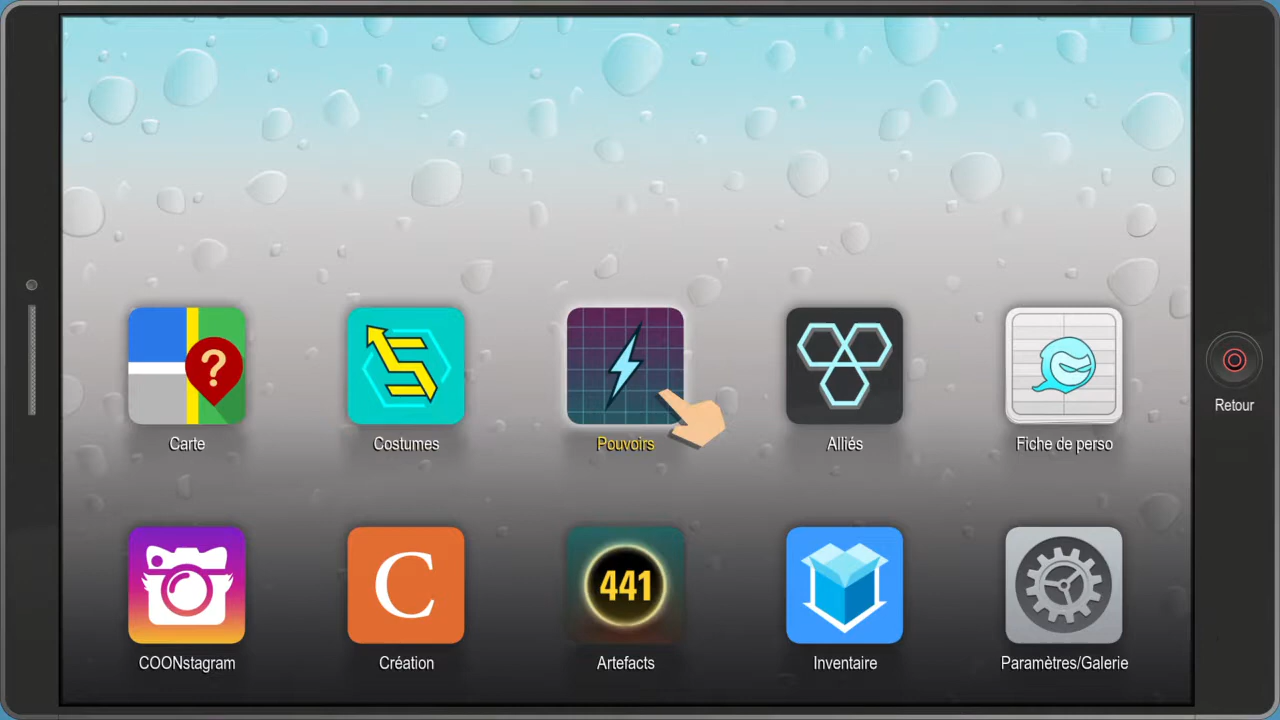 ?
Carte
Costumes
Pouvoirs
Alliés
Fiche de perso
Retour
C
441
COONstagram
Création
Artefacts
Inventaire
Paramètres/Galerie